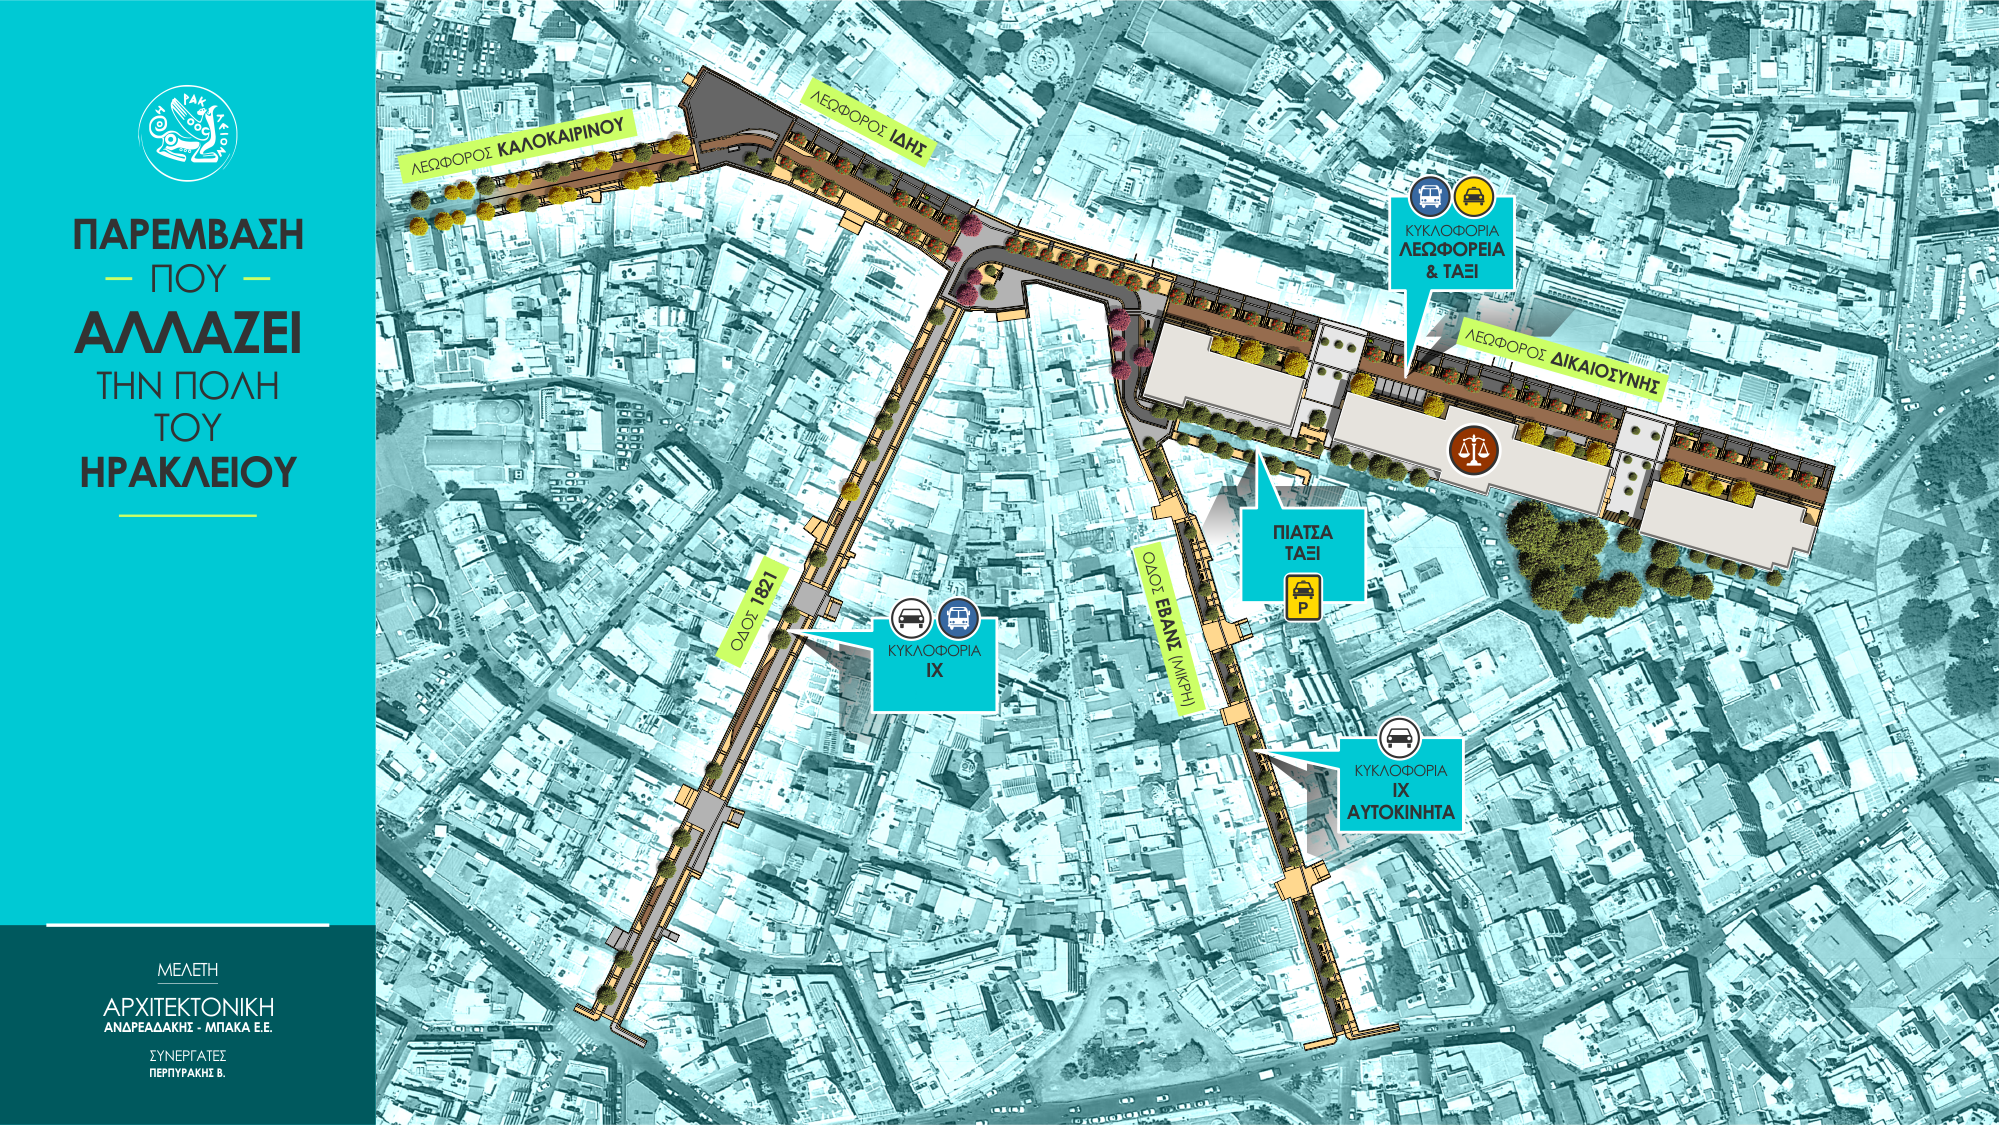 ΗΡΑΚΛΕΙΟΝ
ΠΑΡΕΜΒΑΣΗ
ΠΟΥ
ΑΛΛΑΖΕΙ
ΤΗΝ ΠΟΛΗ
ΤΟΥ
ΗΡΑΚΛΕΙΟΥ
ΜΕΛΕΤΗ
ΑΡΧΙΤΕΚΤΟΝΙΚΗ
ΑΝΔΡΕΑΔΑΚΗΣ - ΜΠΑΚΑ Ε.Ε.
ΣΥΝΕΡΓΑΤΕΣ
ΠΕΡΠΥΡΑΚΗΣ Β.
ΛΕΩΦΟΡΟΣ ΚΑΛΟΚΑΙΡΙΝΟΥ
ΛΕΩΦΟΡΟΣ ΙΔΗΣ
ΚΥΚΛΟΦΟΡΙΑ
ΛΕΩΦΟΡΕΙΑ
& ΤΑΞΙ
ΛΕΩΦΟΡΟΣ ΔΙΚΑΙΟΣΥΝΗΣ
ΠΙΑΤΣΑ
ΤΑΞΙ
P
ΟΔΟΣ 1821
ΚΥΚΛΟΦΟΡΙΑ
ΙΧ
ΟΔΟΣ ΕΒΑΝΣ (ΜΙΚΡΗ)
ΚΥΚΛΟΦΟΡΙΑ
ΙΧ
ΑΥΤΟΚΙΝΗΤΑ